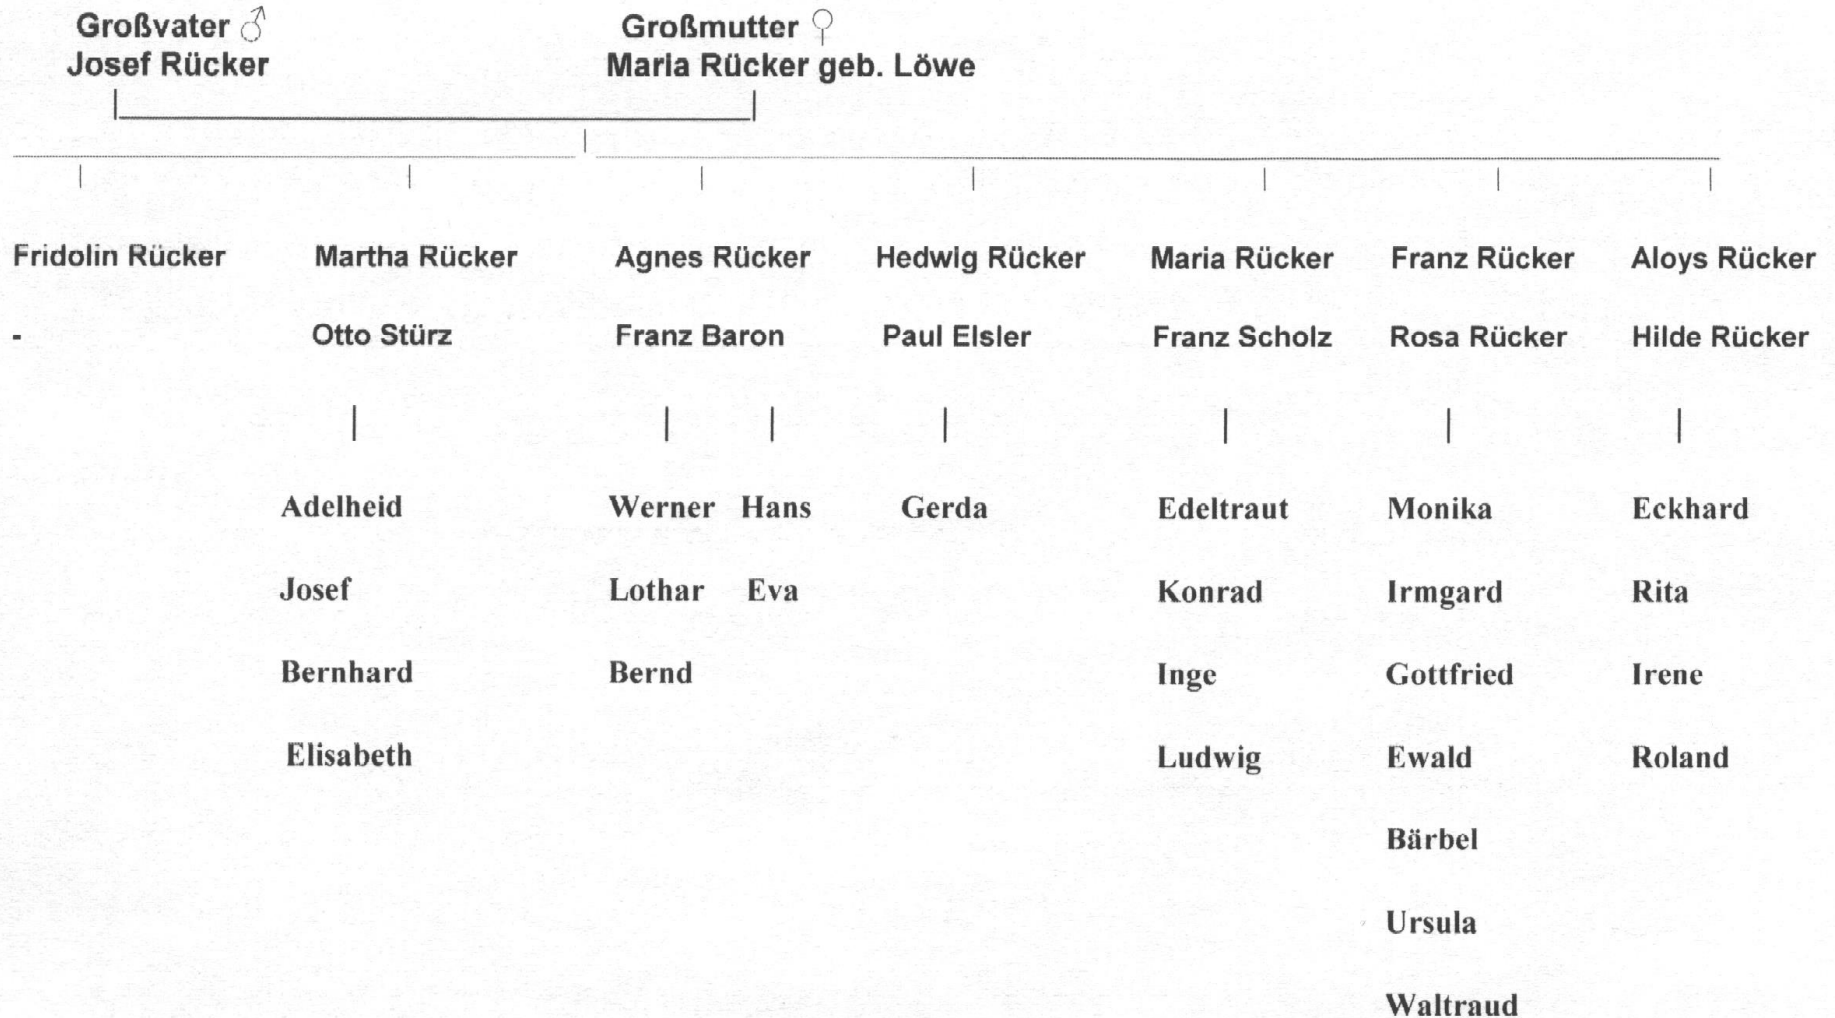 Großvater ♂ Großmutter ♀
Josef Rücker Maria Rücker geb. Löwe
Fridolin Rücker Martha Rücker Agnes Rücker Hedwig Rücker Maria Rücker Franz Rücker Aloys Rücker
- Otto Stürz Franz Baron Paul Elsler Franz Scholz Rosa Rücker Hilde Rücker
Adelheid Werner Hans Gerda Edeltraut Monika Eckhard
Josef Lothar Eva Konrad Irmgard Rita
Bernhard Bernd Inge Gottfried Irene
Elisabeth Ludwig Ewald Roland
Bärbel
Ursula
Waltraud